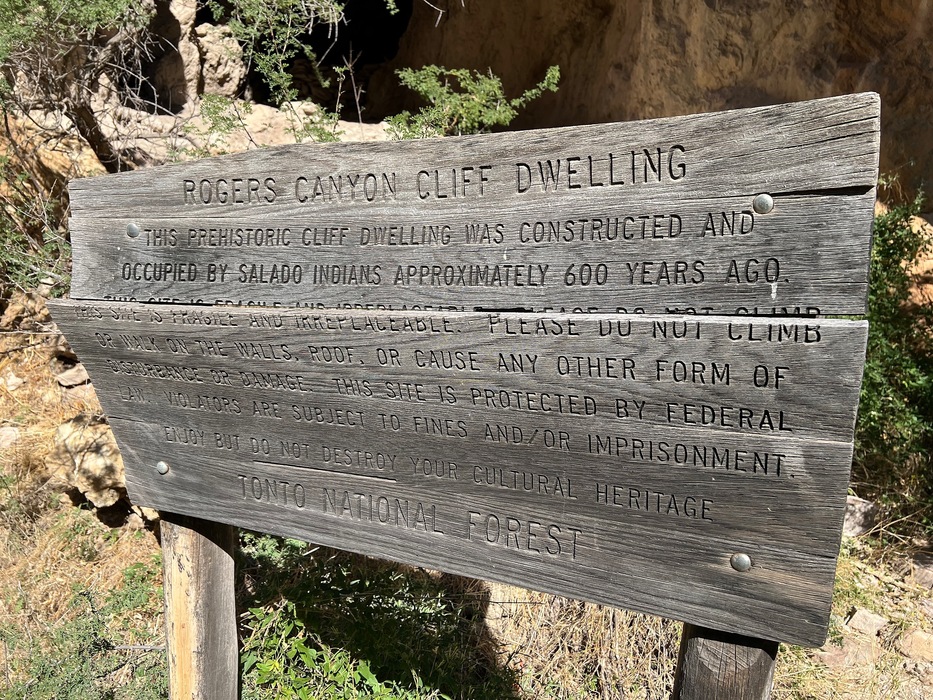 ROGERS CANYON CLIFF DWELLING
THIS PREHISTORIC CLIFF DWELLING WAS CONSTRUCTED AND
OCCUPIED BY SALADO INDIANS APPROXIMATELY 600 YEARS AGO.
THIS SITE IS FRAGILE AND IRREPLACEABLE. PLEASE DO NOT CLIMB
OR WALK ON THE WALLS, ROOF, OR CAUSE ANY OTHER FORM OF
DISTURBANCE OR DAMAGE. THIS SITE IS PROTECTED BY FEDERAL
LAW. VIOLATORS ARE SUBJECT TO FINES AND/OR IMPRISONMENT.
ENJOY BUT DO NOT DESTROY YOUR CULTURAL HERITAGE
TONTO NATIONAL FOREST